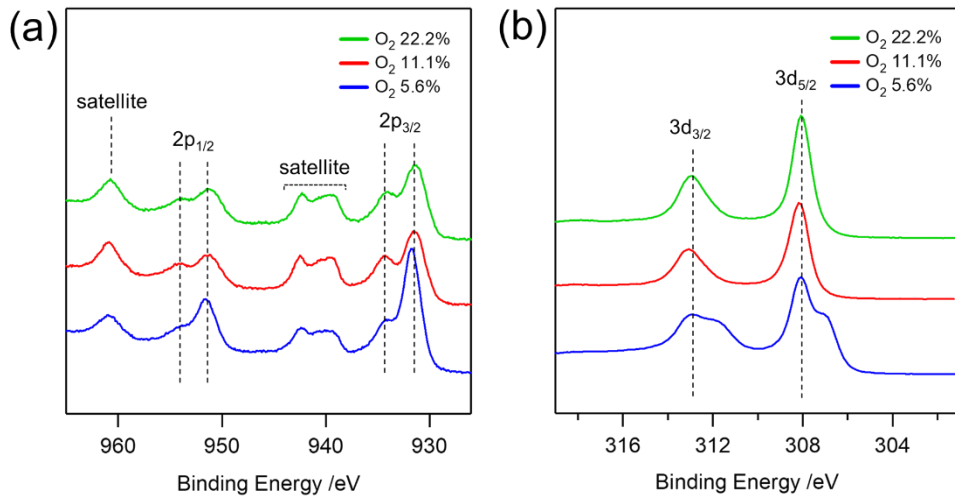 (a)
O₂ 22.2%
O₂ 11.1%
O₂ 5.6%
satellite
2p₁/₂
satellite
2p₃/₂
960
950
940
930
Binding Energy /eV
(b)
O₂ 22.2%
O₂ 11.1%
O₂ 5.6%
3d₃/₂
3d₅/₂
316
312
308
304
Binding Energy /eV